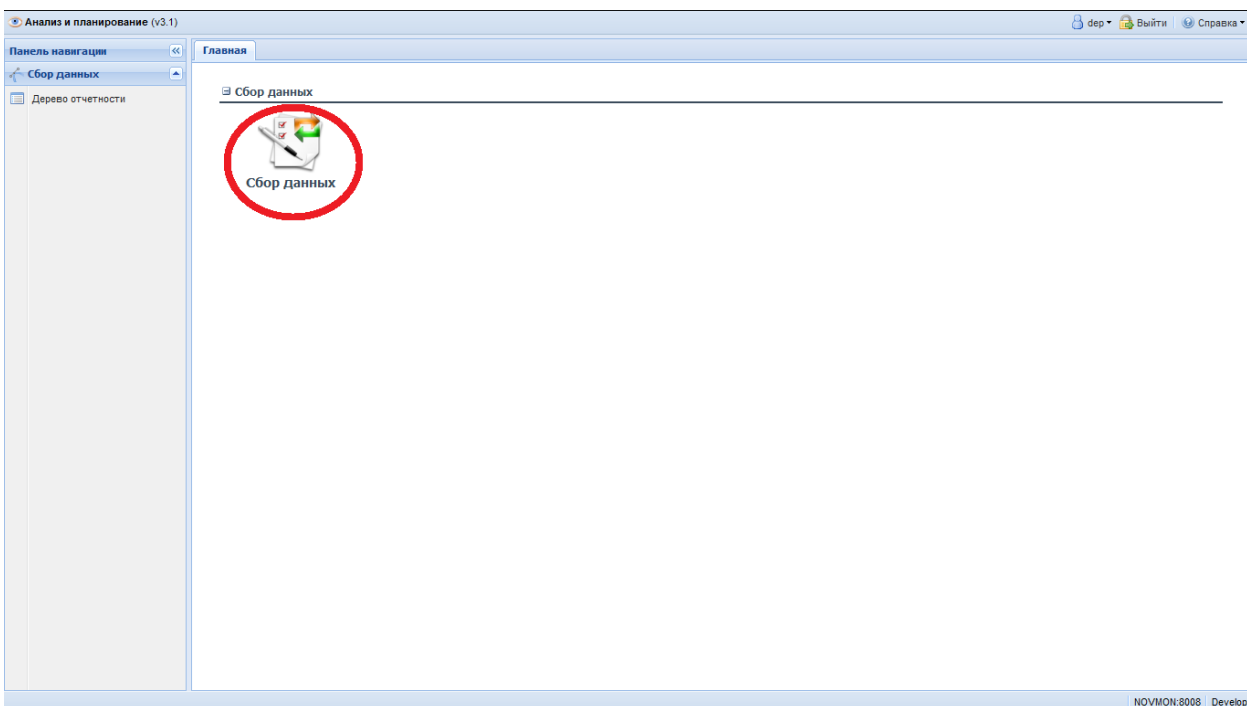 Анализ и планирование (v3.1)
dep Выйти Справка
Панель навигации
Главная
Сбор данных
Дерево отчетности
Сбор данных
Сбор данных
NOVMON:8008 Develop